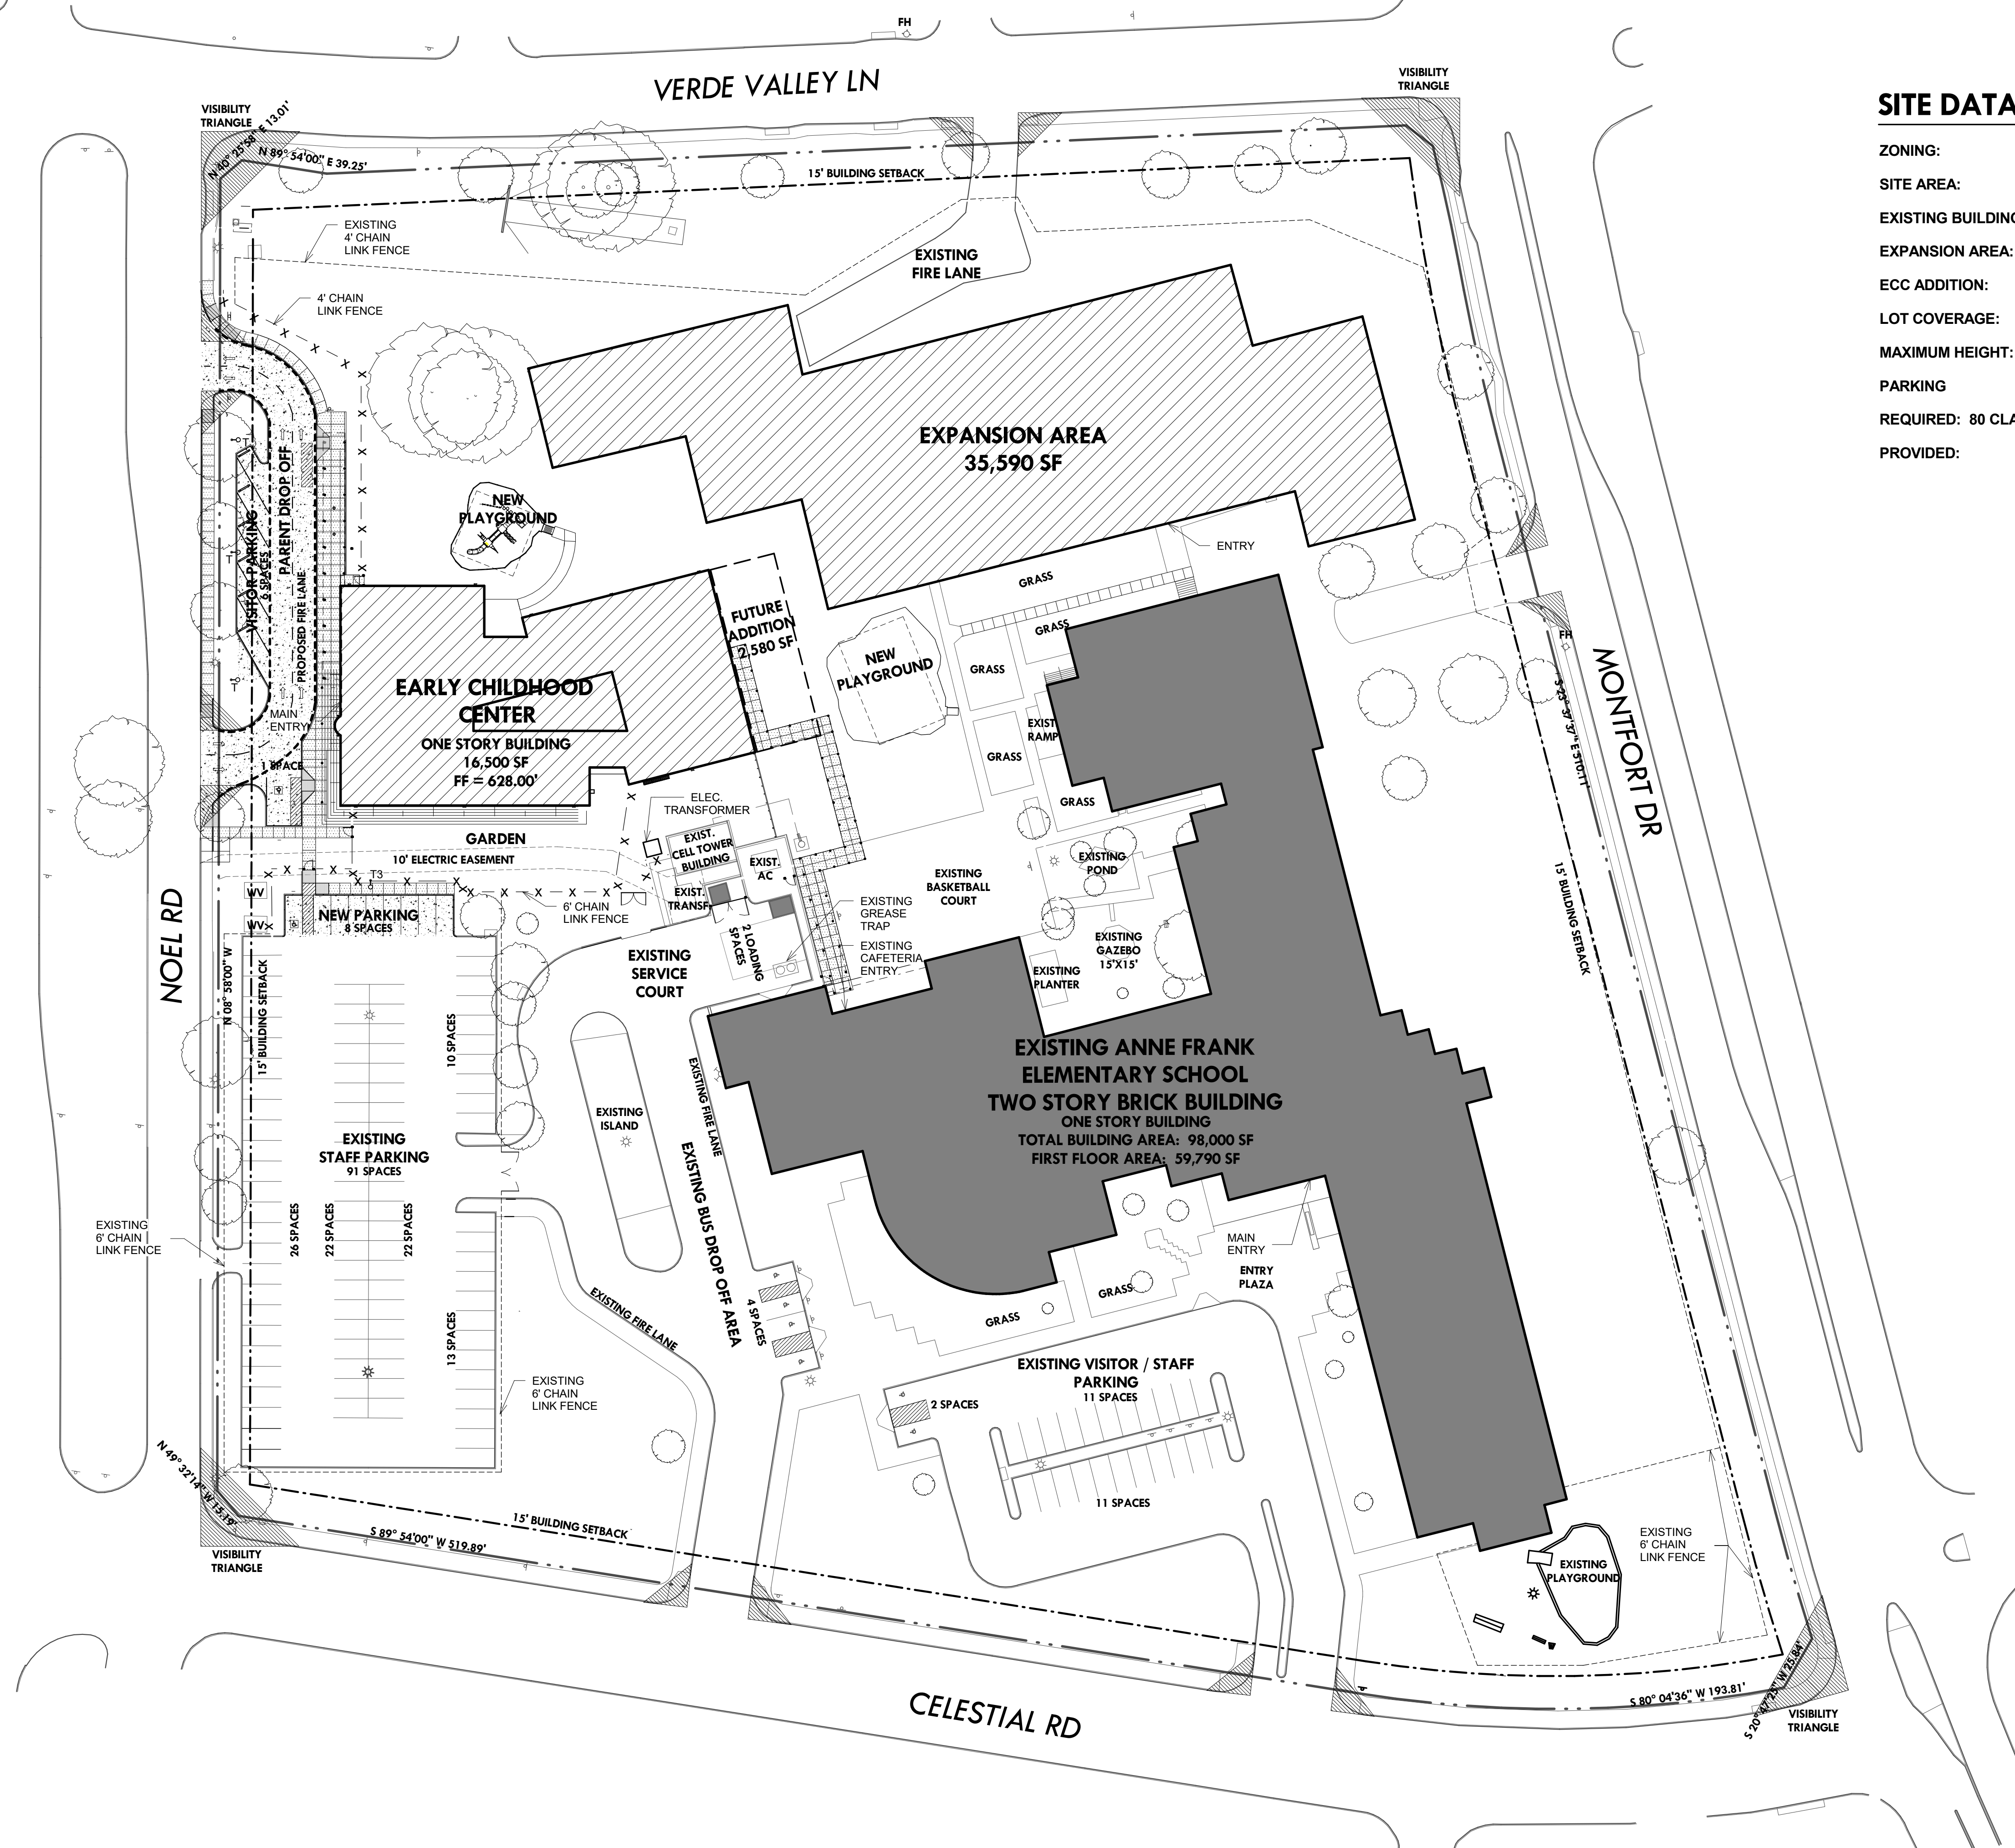 FH
VERDE VALLEY LN
VISIBILITY
TRIANGLE
VISIBILITY
TRIANGLE
SITE DATA
ZONING:
SITE AREA:
EXISTING BUILDING
EXPANSION AREA:
ECC ADDITION:
LOT COVERAGE:
MAXIMUM HEIGHT:
PARKING
REQUIRED: 80 CLA
PROVIDED:
N 40° 25'58" E 13.01'
N 89° 54'00" E 39.25'
15' BUILDING SETBACK
EXISTING
4' CHAIN
LINK FENCE
4' CHAIN
LINK FENCE
EXISTING
FIRE LANE
EXPANSION AREA
35,590 SF
NEW
PLAYGROUND
ENTRY
VISITOR PARKING
6 SPACES
PARENT DROP OFF
PROPOSED FIRE LANE
MAIN
ENTRY
1 SPACE
EARLY CHILDHOOD
CENTER
ONE STORY BUILDING
16,500 SF
FF = 628.00'
FUTURE
ADDITION
2,580 SF
NEW
PLAYGROUND
GRASS
GRASS
GRASS
EXIST
RAMP
GRASS
GRASS
FH
MONTFORT DR
S 23° 37'37" E 510.11'
15' BUILDING SETBACK
GARDEN
10' ELECTRIC EASEMENT
ELEC.
TRANSFORMER
EXIST.
CELL TOWER
BUILDING
EXIST.
AC
EXIST.
TRANSF.
T3
WV
WV
NEW PARKING
8 SPACES
6' CHAIN
LINK FENCE
2 LOADING
SPACES
EXISTING
GREASE
TRAP
EXISTING
CAFETERIA
ENTRY
EXISTING
BASKETBALL
COURT
EXISTING
POND
EXISTING
GAZEBO
15'X15'
EXISTING
PLANTER
EXISTING
SERVICE
COURT
NOEL RD
N 08° 58'00" W
15' BUILDING SETBACK
10 SPACES
EXISTING
STAFF PARKING
91 SPACES
26 SPACES
22 SPACES
22 SPACES
13 SPACES
EXISTING
6' CHAIN
LINK FENCE
EXISTING
ISLAND
EXISTING FIRE LANE
EXISTING BUS DROP OFF AREA
4 SPACES
EXISTING FIRE LANE
EXISTING
6' CHAIN
LINK FENCE
EXISTING ANNE FRANK
ELEMENTARY SCHOOL
TWO STORY BRICK BUILDING
ONE STORY BUILDING
TOTAL BUILDING AREA: 98,000 SF
FIRST FLOOR AREA: 59,790 SF
MAIN
ENTRY
ENTRY
PLAZA
GRASS
GRASS
EXISTING VISITOR / STAFF
PARKING
11 SPACES
2 SPACES
11 SPACES
N 49° 32'14" W 15.19'
VISIBILITY
TRIANGLE
S 89° 54'00" W 519.89'
15' BUILDING SETBACK
EXISTING
6' CHAIN
LINK FENCE
EXISTING
PLAYGROUND
S 80° 04'36" W 193.81'
S 20° 47'25" W 25.84'
VISIBILITY
TRIANGLE
CELESTIAL RD